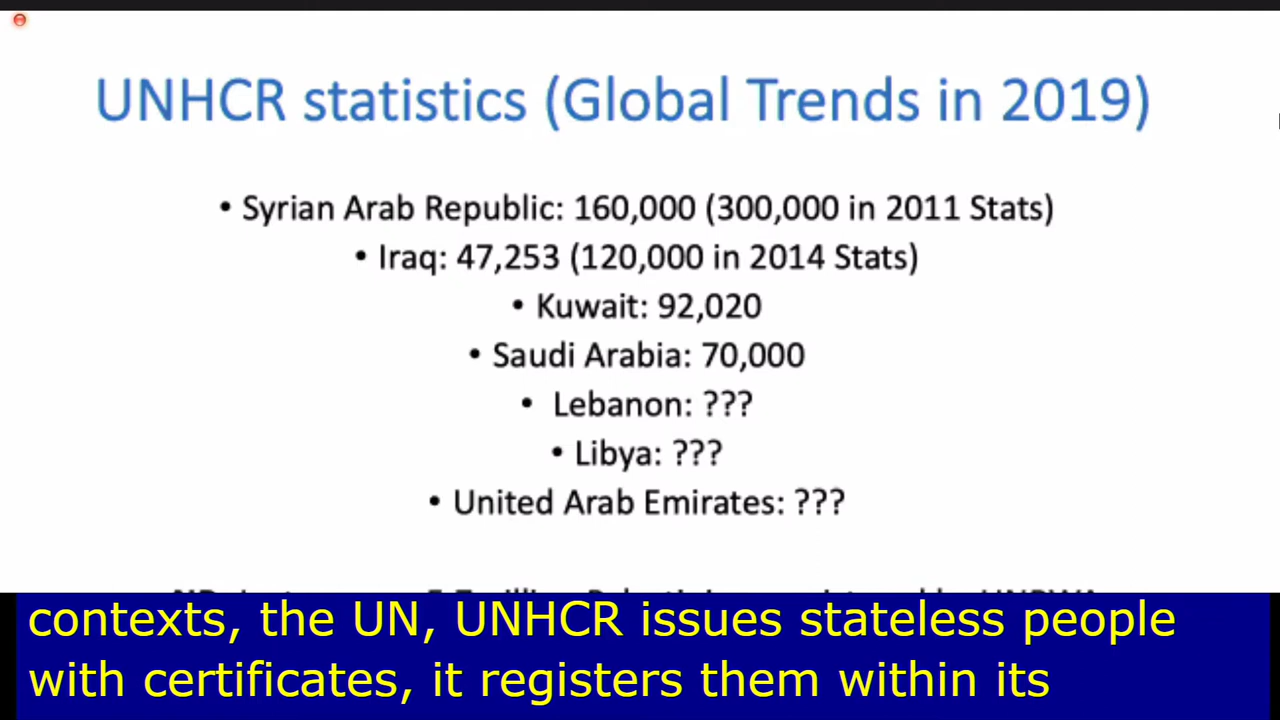 UNHCR statistics (Global Trends in 2019)
• Syrian Arab Republic: 160,000 (300,000 in 2011 Stats)
• Iraq: 47,253 (120,000 in 2014 Stats)
• Kuwait: 92,020
• Saudi Arabia: 70,000
• Lebanon: ???
• Libya: ???
• United Arab Emirates: ???
contexts, the UN, UNHCR issues stateless people
with certificates, it registers them within its